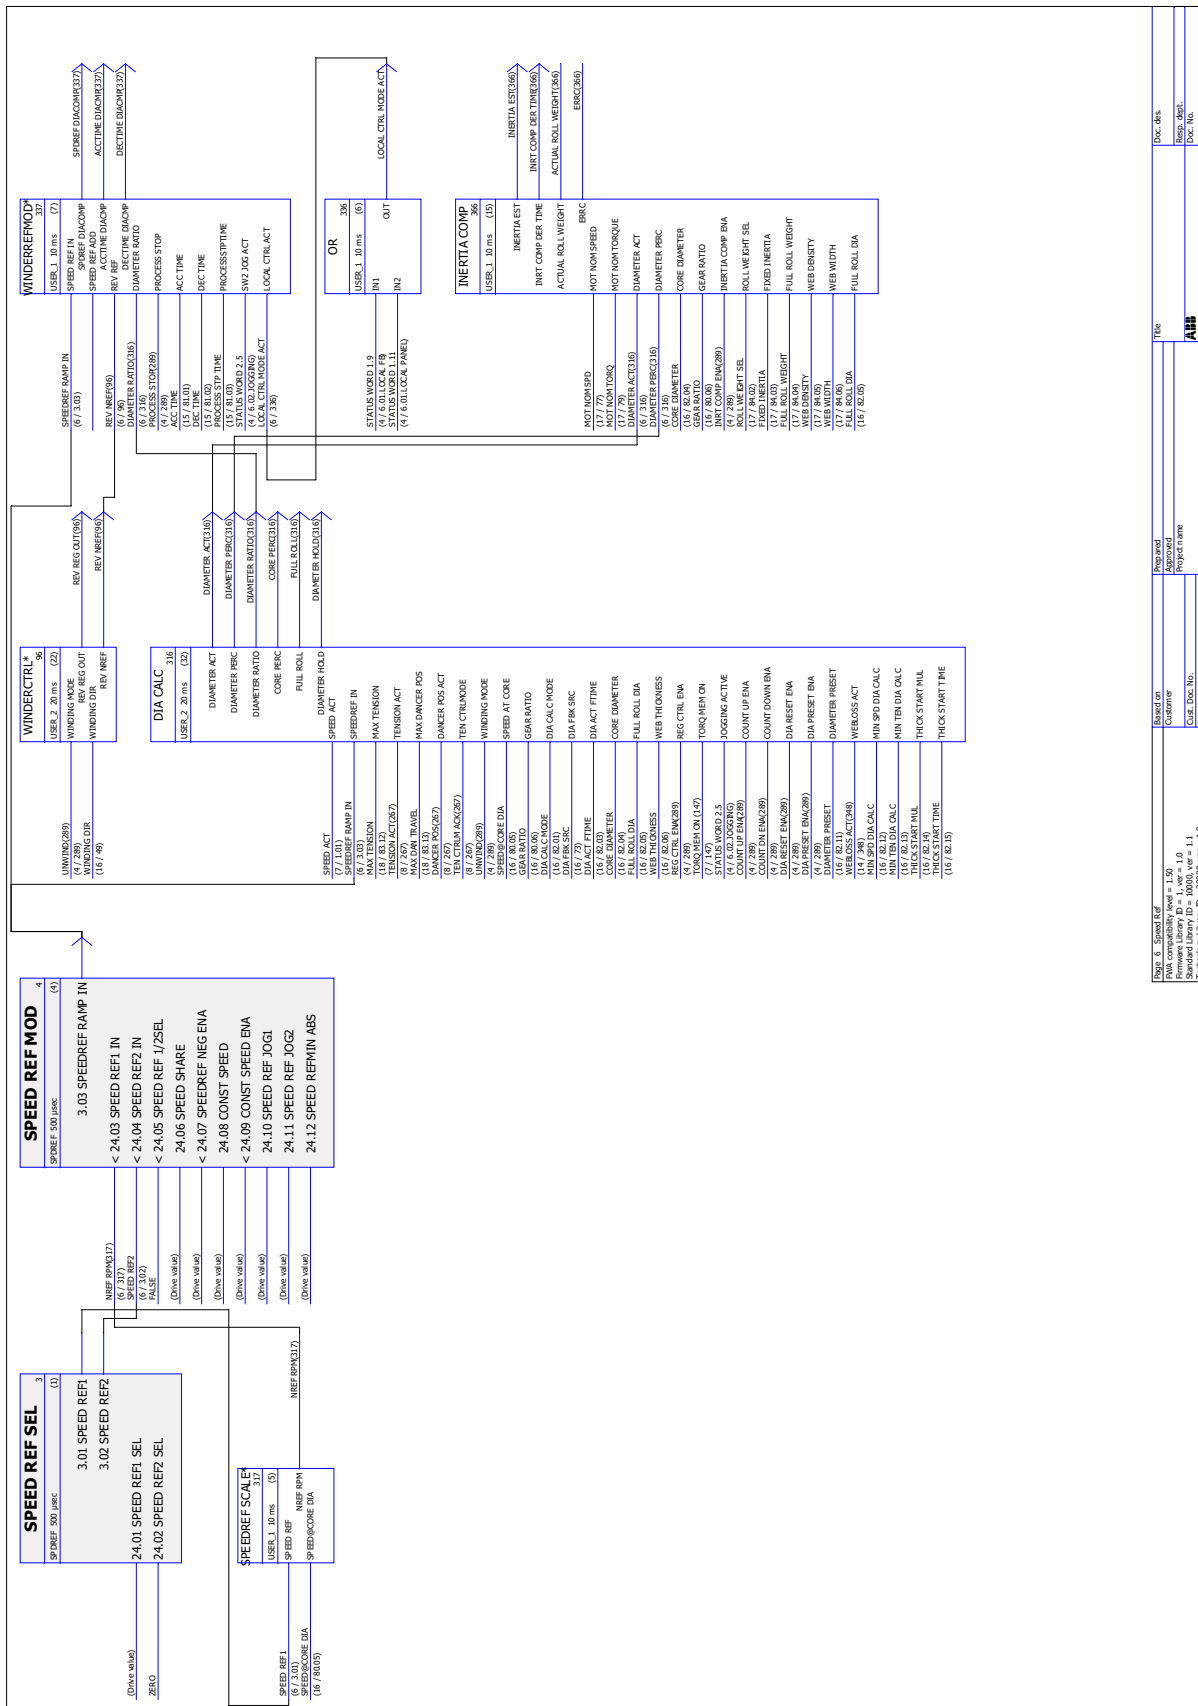 SPEED REF SEL
3
SPDREF 500 µsec
(1)
3.01 SPEED REF1
3.02 SPEED REF2
24.01 SPEED REF1 SEL
24.02 SPEED REF2 SEL
(Drive value)
ZERO
SPEEDREF SCALE*
317
USER_1 10 ms
(5)
SPEED REF
NREF RPM
SPEED@CORE DIA
SPEED REF1
(6 / 3.01)
SPEED@CORE DIA
(16 / 80.05)
NREF RPM(317)
SPEED REF MOD
4
SPDREF 500 µsec
(4)
3.03 SPEEDREF RAMP IN
< 24.03 SPEED REF1 IN
< 24.04 SPEED REF2 IN
< 24.05 SPEED REF 1/2SEL
24.06 SPEED SHARE
< 24.07 SPEEDREF NEG ENA
24.08 CONST SPEED
< 24.09 CONST SPEED ENA
24.10 SPEED REF JOG1
24.11 SPEED REF JOG2
24.12 SPEED REFMIN ABS
NREF RPM(317)
(6 / 317)
SPEED REF2
(6 / 3.02)
FALSE
(Drive value)
(Drive value)
(Drive value)
(Drive value)
(Drive value)
(Drive value)
(Drive value)
WINDERCTRL*
96
USER_2 20 ms
(22)
WINDING MODE
REV REG OUT
WINDING DIR
REV NREF
UNWIND(289)
(4 / 289)
WINDING DIR
(16 / 49)
REV REG OUT(96)
REV NREF(96)
DIA CALC
316
USER_2 20 ms
(32)
DIAMETER ACT
DIAMETER PERC
DIAMETER RATIO
CORE PERC
FULL ROLL
DIAMETER HOLD
SPEED ACT
SPEEDREF IN
MAX TENSION
TENSION ACT
MAX DANCER POS
DANCER POS ACT
TEN CTRLMODE
WINDING MODE
SPEED AT CORE
GEAR RATIO
DIA CALC MODE
DIA FBK SRC
DIA ACT FTIME
CORE DIAMETER
FULL ROLL DIA
WEB THICKNESS
REG CTRL ENA
TORQ MEM ON
JOGGING ACTIVE
COUNT UP ENA
COUNT DOWN ENA
DIA RESET ENA
DIA PRESET ENA
DIAMETER PRESET
WEBLOSS ACT
MIN SPD DIA CALC
MIN TEN DIA CALC
THICK START MUL
THICK START TIME
DIAMETER ACT(316)
DIAMETER PERC(316)
DIAMETER RATIO(316)
CORE PERC(316)
FULL ROLL(316)
DIAMETER HOLD(316)
SPEED ACT
(7 / 1.01)
SPEEDREF RAMP IN
(6 / 3.03)
MAX TENSION
(18 / 83.12)
TENSION ACT(267)
(8 / 267)
MAX DAN TRAVEL
(18 / 83.13)
DANCER POS(267)
(8 / 267)
TEN CTRLM ACK(267)
(8 / 267)
UNWIND(289)
(4 / 289)
SPEED@CORE DIA
(16 / 80.05)
GEAR RATIO
(16 / 80.06)
DIA CALC MODE
(16 / 82.01)
DIA FBK SRC
(16 / 73)
DIA ACT FTIME
(16 / 82.03)
CORE DIAMETER
(16 / 82.04)
FULL ROLL DIA
(16 / 82.05)
WEB THICKNESS
(16 / 82.06)
REG CTRL ENA(289)
(4 / 289)
TORQ MEM ON (147)
(7 / 147)
STATUS WORD 2.5
(4 / 6.02.JOGGING)
COUNT UP ENA(289)
(4 / 289)
COUNT DN ENA(289)
(4 / 289)
DIA RESET ENA(289)
(4 / 289)
DIA PRESET ENA(289)
(4 / 289)
DIAMETER PRESET
(16 / 82.11)
WEBLOSS ACT(348)
(14 / 348)
MIN SPD DIA CALC
(16 / 82.12)
MIN TEN DIA CALC
(16 / 82.13)
THICK START MUL
(16 / 82.14)
THICK START TIME
(16 / 82.15)
WINDERREFMOD*
337
USER_1 10 ms
(7)
SPEED REF IN
SPDREF DIACOMP
SPEED REF ADD
ACCTIME DIACMP
REV REF
DECTIME DIACMP
DIAMETER RATIO
PROCESS STOP
ACC TIME
DEC TIME
PROCESSSTPTIME
SW2 JOG ACT
LOCAL CTRL ACT
SPDREF DIACOMP(337)
ACCTIME DIACMP(337)
DECTIME DIACMP(337)
SPEEDREF RAMP IN
(6 / 3.03)
REV NREF(96)
(6 / 96)
DIAMETER RATIO(316)
(6 / 316)
PROCESS STOP(289)
(4 / 289)
ACC TIME
(15 / 81.01)
DEC TIME
(15 / 81.02)
PROCESS STP TIME
(15 / 81.03)
STATUS WORD 2.5
(4 / 6.02.JOGGING)
LOCAL CTRL MODE ACT
(6 / 336)
OR
336
USER_1 10 ms
(6)
IN1
OUT
IN2
STATUS WORD 1.9
(4 / 6.01.LOCAL FB)
STATUS WORD 1.11
(4 / 6.01.LOCAL PANEL)
LOCAL CTRL MODE ACT
INERTIA COMP
366
USER_1 10 ms
(15)
INERTIA EST
INRT COMP DER TIME
ACTUAL ROLL WEIGHT
ERRC
MOT NOM SPEED
MOT NOM TORQUE
DIAMETER ACT
DIAMETER PERC
CORE DIAMETER
GEAR RATIO
INERTIA COMP ENA
ROLL WEIGHT SEL
FIXED INERTIA
FULL ROLL WEIGHT
WEB DENSITY
WEB WIDTH
FULL ROLL DIA
INERTIA EST(366)
INRT COMP DER TIME(366)
ACTUAL ROLL WEIGHT(366)
ERRC(366)
MOT NOM SPD
(17 / 77)
MOT NOM TORQ
(17 / 79)
DIAMETER ACT(316)
(6 / 316)
DIAMETER PERC(316)
(6 / 316)
CORE DIAMETER
(16 / 82.04)
GEAR RATIO
(16 / 80.06)
INRT COMP ENA(289)
(4 / 289)
ROLL WEIGHT SEL
(17 / 84.02)
FIXED INERTIA
(17 / 84.03)
FULL ROLL WEIGHT
(17 / 84.04)
WEB DENSITY
(17 / 84.05)
WEB WIDTH
(17 / 84.06)
FULL ROLL DIA
(16 / 82.05)
Page 6 Speed Ref
FWA compatibility level = 1.50
Firmware Library ID = 1, ver = 1.0
Standard Library ID = 10000, ver = 1.1
Based on
Customer
Cust. Doc. No.
Prepared
Approved
Project name
Title
ABB
Doc. des.
Resp. dept.
Doc. No.